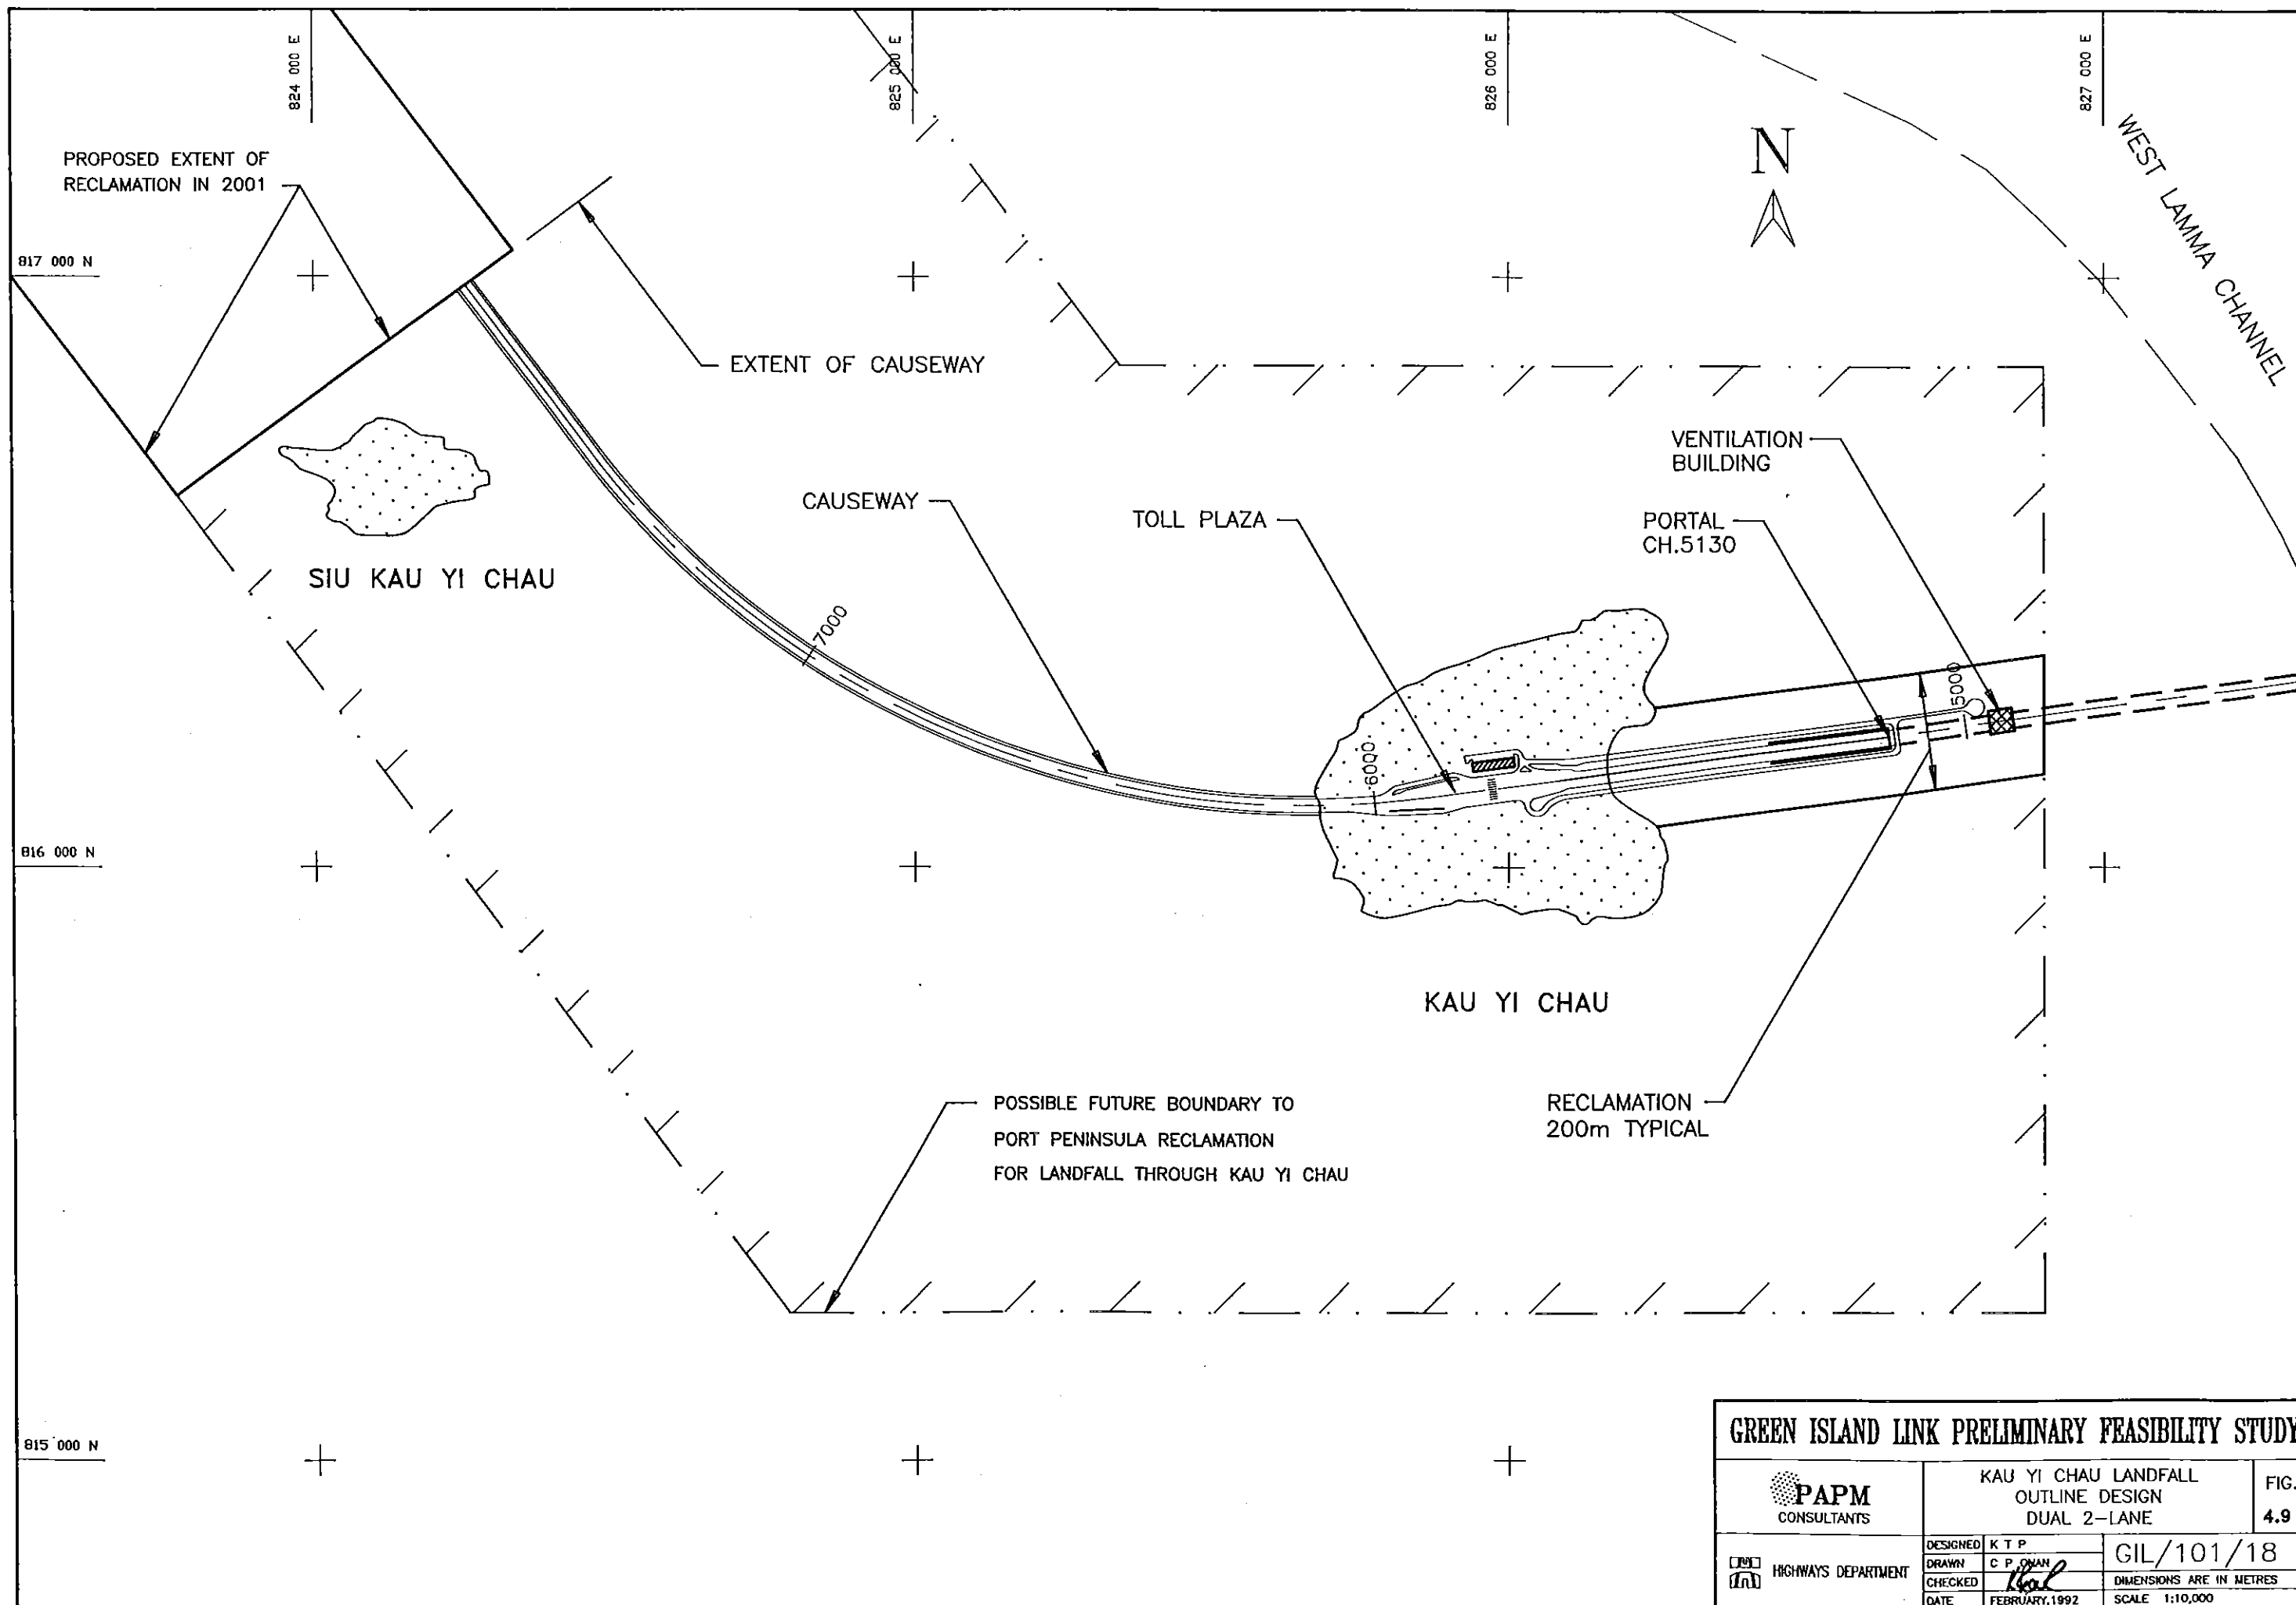 824 000 E
825 000 E
826 000 E
827 000 E
WEST LAMMA CHANNEL
N
PROPOSED EXTENT OF
RECLAMATION IN 2001
817 000 N
EXTENT OF CAUSEWAY
VENTILATION
BUILDING
CAUSEWAY
TOLL PLAZA
PORTAL
CH.5130
SIU KAU YI CHAU
7000
6000
5000
816 000 N
KAU YI CHAU
POSSIBLE FUTURE BOUNDARY TO
PORT PENINSULA RECLAMATION
FOR LANDFALL THROUGH KAU YI CHAU
RECLAMATION
200m TYPICAL
815 000 N
GREEN ISLAND LINK PRELIMINARY FEASIBILITY STUDY
PAPM
CONSULTANTS
KAU YI CHAU LANDFALL
OUTLINE DESIGN
DUAL 2-LANE
FIG.
4.9
HIGHWAYS DEPARTMENT
DESIGNED K T P
DRAWN C P
CHECKED
DATE FEBRUARY,1992
GIL/101/18
DIMENSIONS ARE IN METRES
SCALE 1:10,000